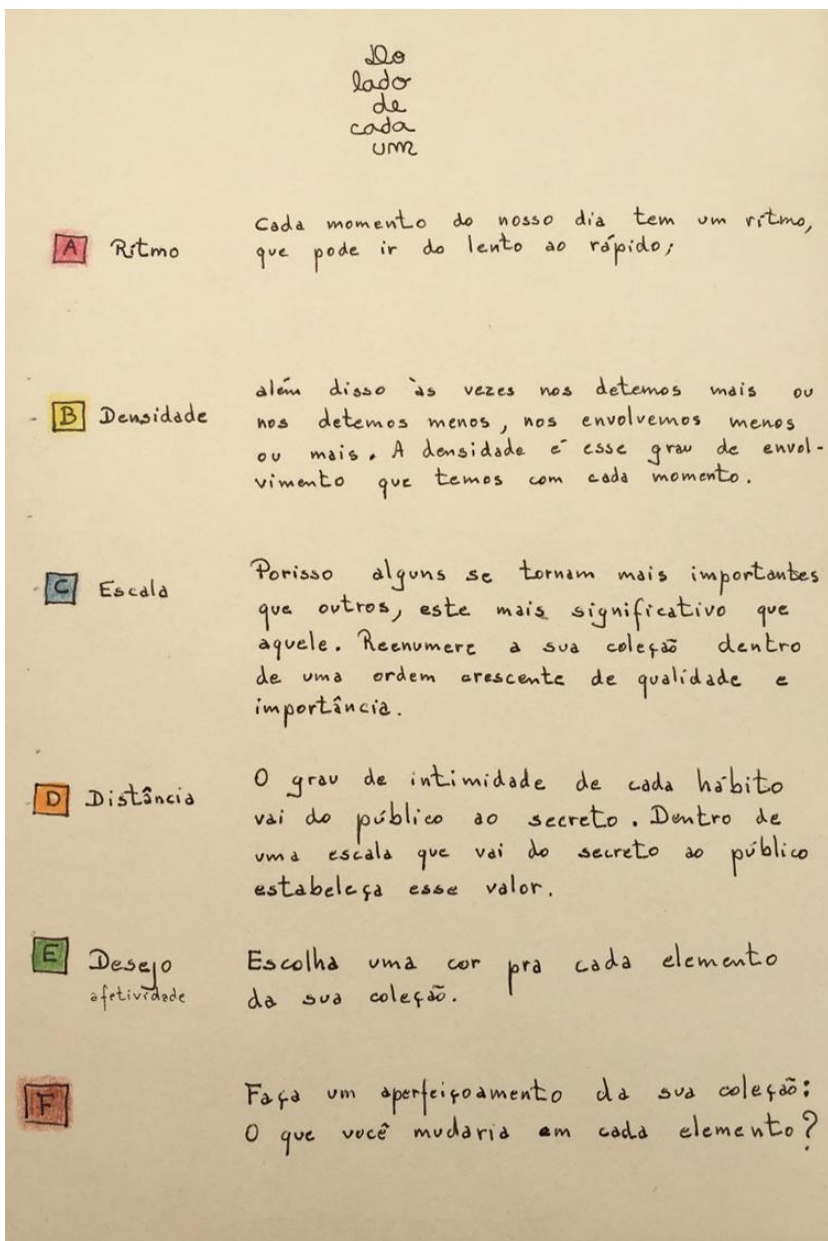 Do
lado
de
cada
um
A Ritmo
Cada momento do nosso dia tem um ritmo,
que pode ir do lento ao rápido;
B Densidade
além disso às vezes nos detemos mais ou
nos detemos menos, nos envolvemos menos
ou mais. A densidade é esse grau de envol-
vimento que temos com cada momento.
C Escala
Porisso alguns se tornam mais importantes
que outros, este mais significativo que
aquele. Reenumere a sua coleção dentro
de uma ordem crescente de qualidade e
importância.
D Distância
O grau de intimidade de cada hábito
vai do público ao secreto. Dentro de
uma escala que vai do secreto ao público
estabeleça esse valor.
E Desejo
afetividade
Escolha uma cor pra cada elemento
da sua coleção.
F
Faça um aperfeiçoamento da sua coleção:
O que você mudaria em cada elemento?